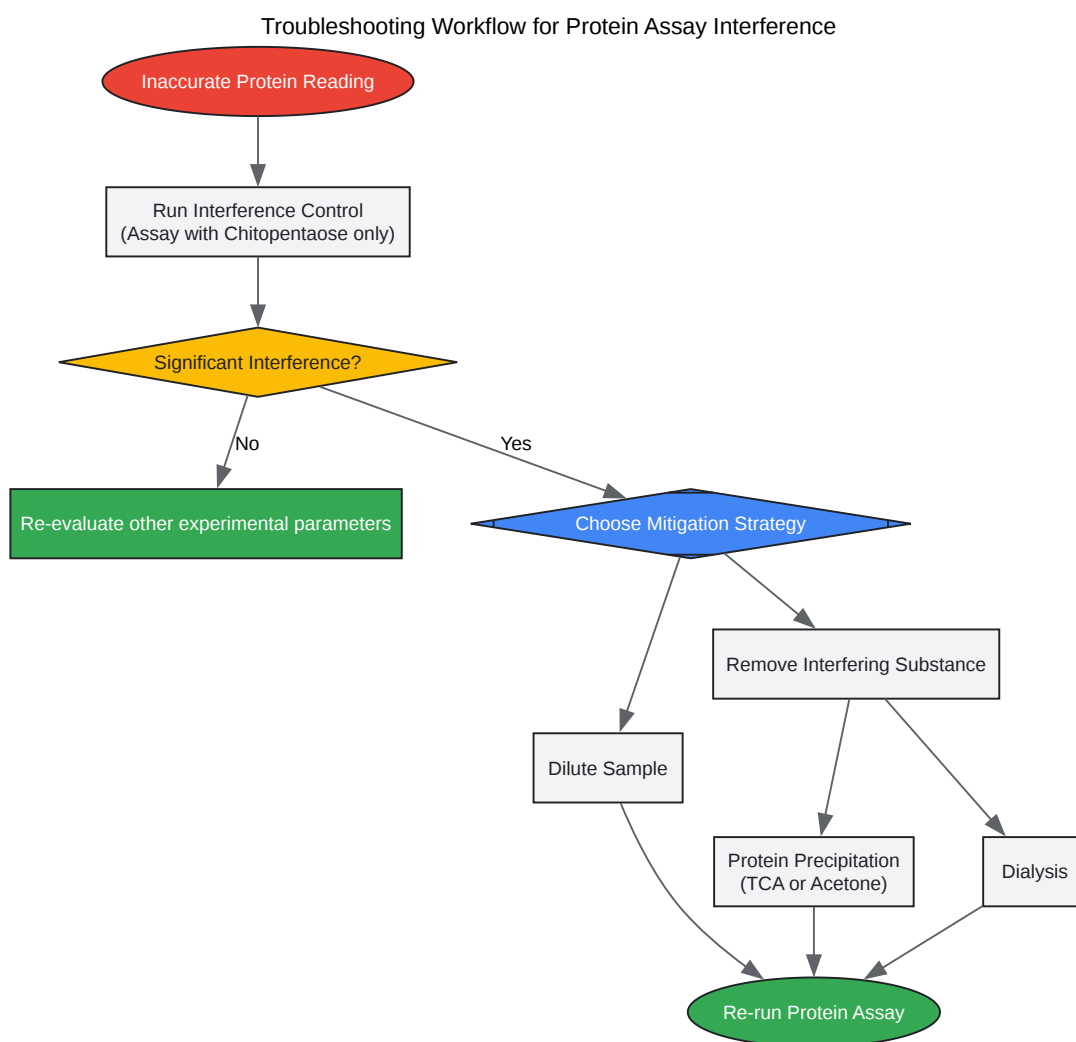 Troubleshooting Workflow for Protein Assay Interference
Inaccurate Protein Reading
Run Interference Control
(Assay with Chitopentaose only)
Significant Interference?
No
Yes
Re-evaluate other experimental parameters
Choose Mitigation Strategy
Remove Interfering Substance
Dilute Sample
Protein Precipitation
(TCA or Acetone)
Dialysis
Re-run Protein Assay